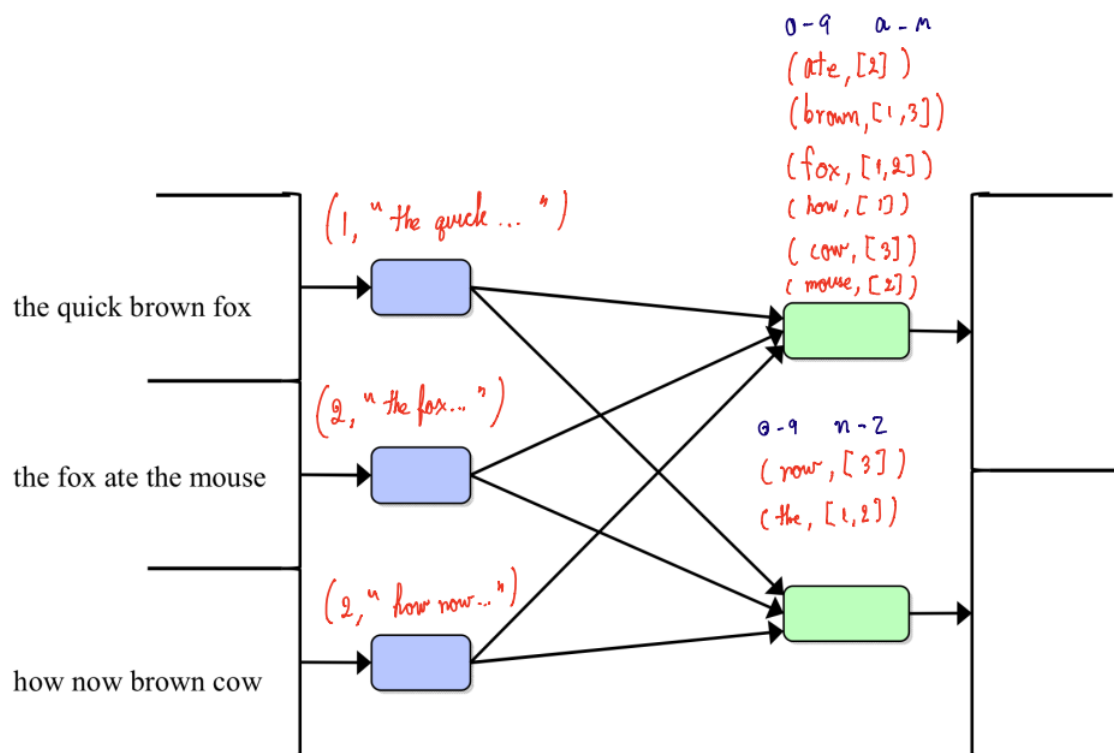 0-9 a-m
(ate, [2])
(brown, [1,3])
(fox, [1,2])
(how, [1])
(cow, [3])
(mouse, [2])
(1, "the quick ... ")
the quick brown fox
(2, "the fox... ")
the fox ate the mouse
0-9 n-z
(now, [3])
(the, [1,2])
(2, "how now... ")
how now brown cow